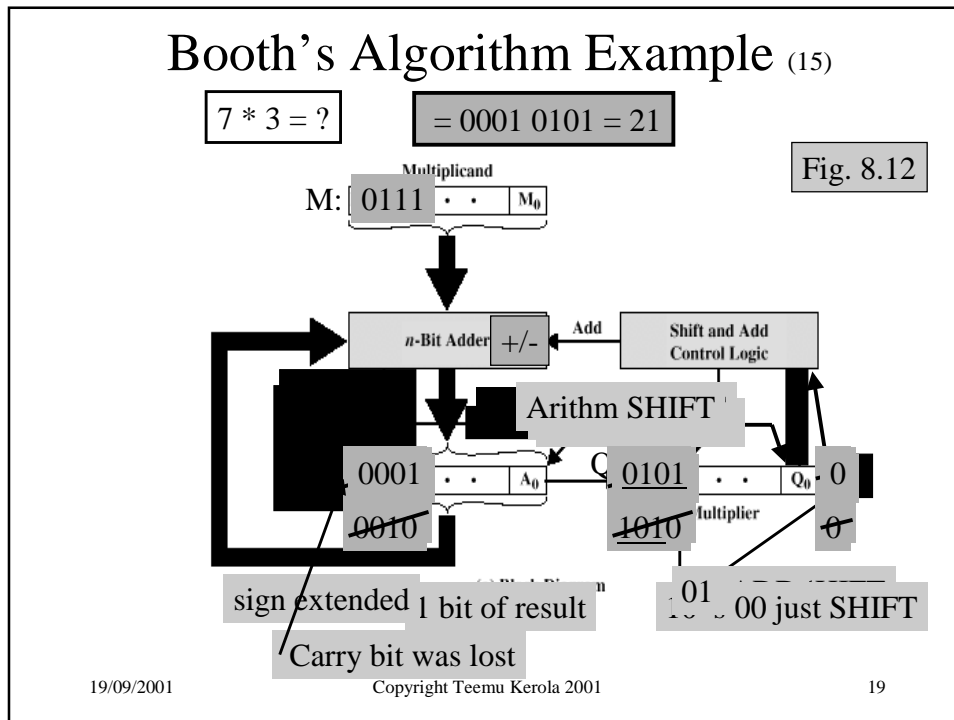 Booth's Algorithm Example (15)
7 * 3 = ?
= 0001 0101 = 21
Fig. 8.12
Multiplicand
M: 0111 • • M0
n-Bit Adder +/- Add Shift and Add
Control Logic
Arithm SHIFT
0001 • • A0 Q 0101 • • Q0 0
0010 1010 Multiplier 0
01
sign extended 1 bit of result 00 just SHIFT
Carry bit was lost
19/09/2001 Copyright Teemu Kerola 2001 19